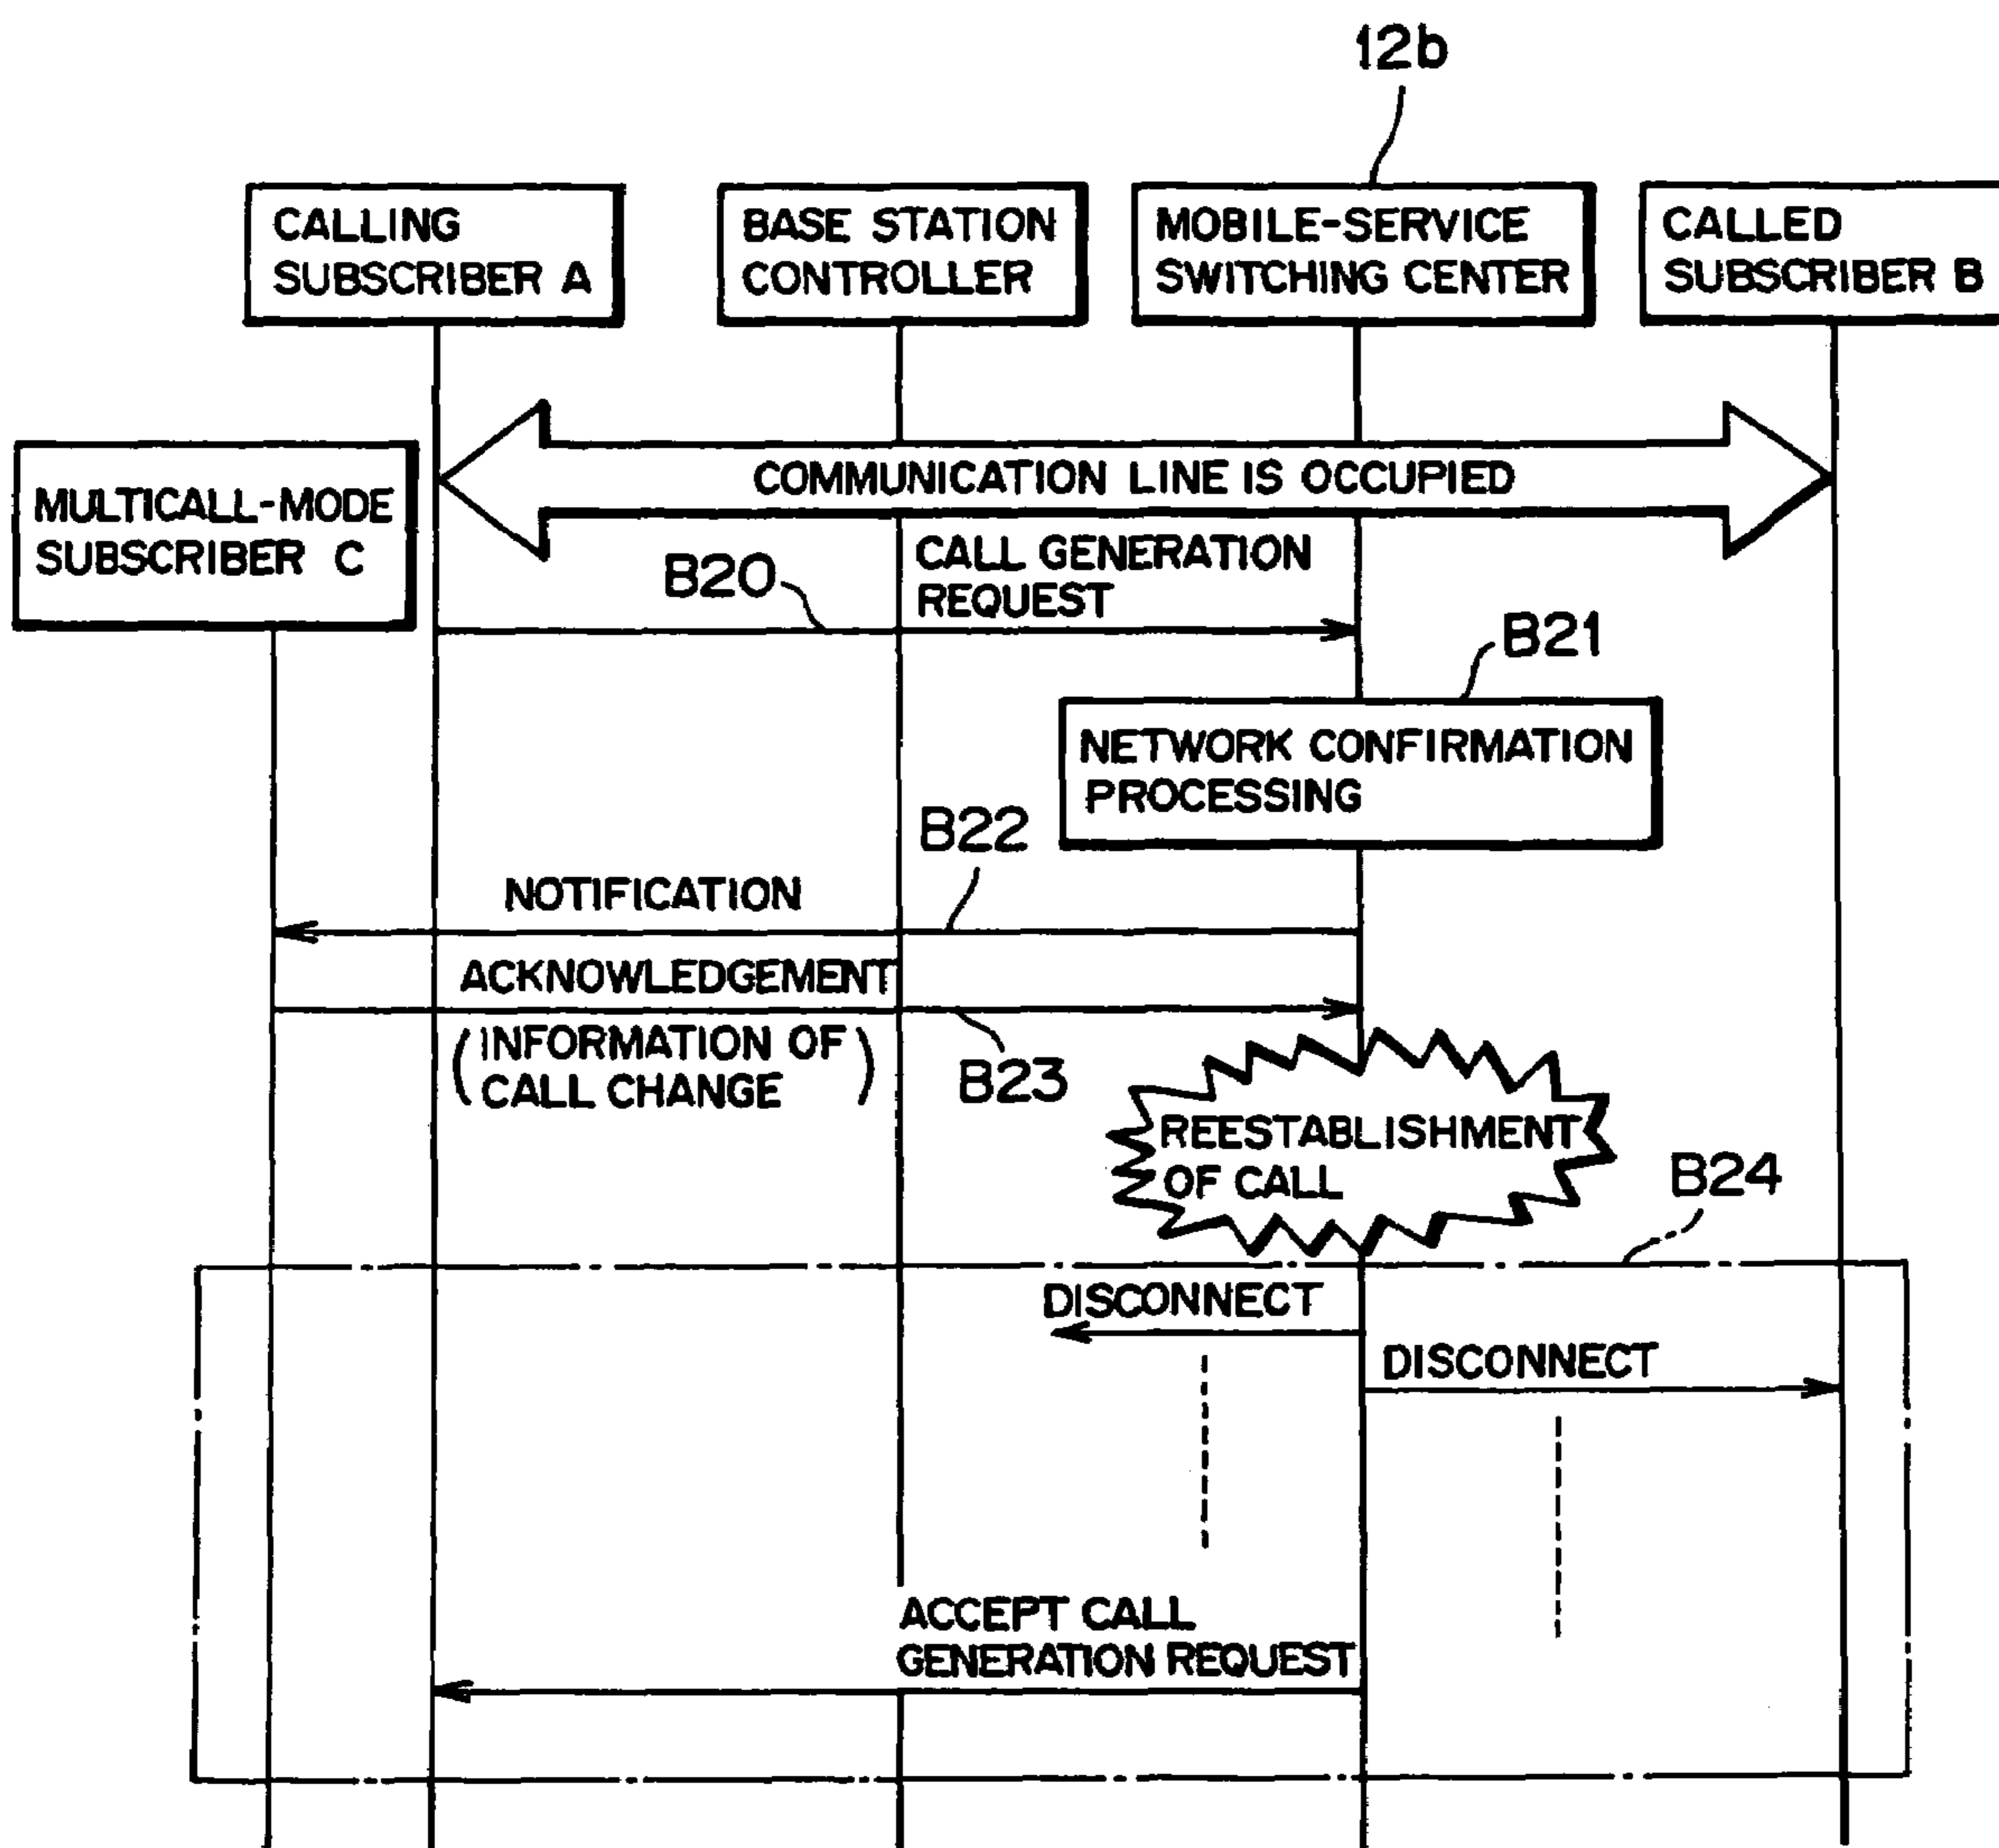 12b
CALLING
SUBSCRIBER A
BASE STATION
CONTROLLER
MOBILE-SERVICE
SWITCHING CENTER
CALLED
SUBSCRIBER B
COMMUNICATION LINE IS OCCUPIED
MULTICALL-MODE
SUBSCRIBER C
B20
CALL GENERATION
REQUEST
B21
NETWORK CONFIRMATION
PROCESSING
B22
NOTIFICATION
ACKNOWLEDGEMENT
(INFORMATION OF
CALL CHANGE)
B23
REESTABLISHMENT
OF CALL
B24
DISCONNECT
DISCONNECT
ACCEPT CALL
GENERATION REQUEST